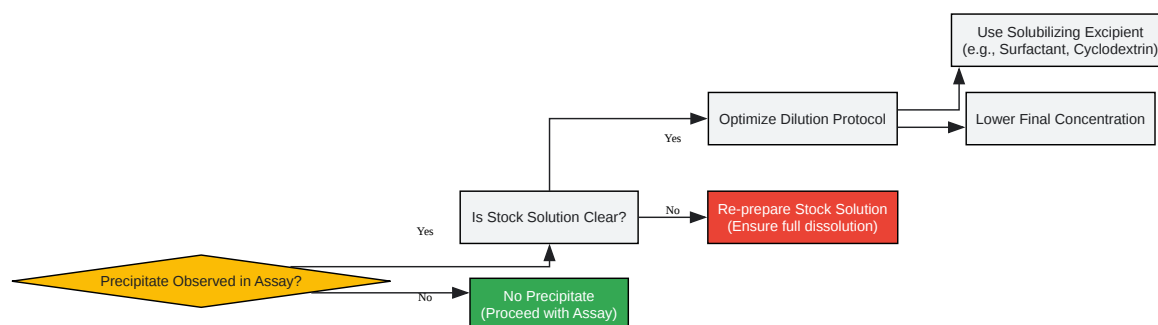 Use Solubilizing Excipient
(e.g., Surfactant, Cyclodextrin)
Optimize Dilution Protocol
Lower Final Concentration
Yes
Is Stock Solution Clear?
No
Re-prepare Stock Solution
(Ensure full dissolution)
Yes
Precipitate Observed in Assay?
No
No Precipitate
(Proceed with Assay)